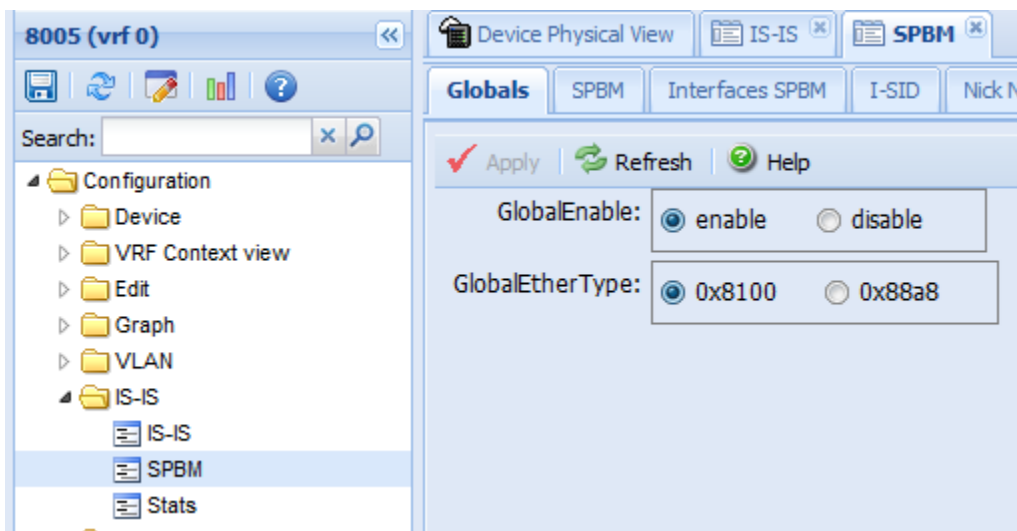 8005 (vrf 0)
Search:
Configuration
Device
VRF Context view
Edit
Graph
VLAN
IS-IS
IS-IS
SPBM
Stats
Device Physical View
IS-IS
SPBM
Globals
SPBM
Interfaces SPBM
I-SID
Nick N
Apply
Refresh
Help
GlobalEnable:
enable
disable
GlobalEtherType:
0x8100
0x88a8